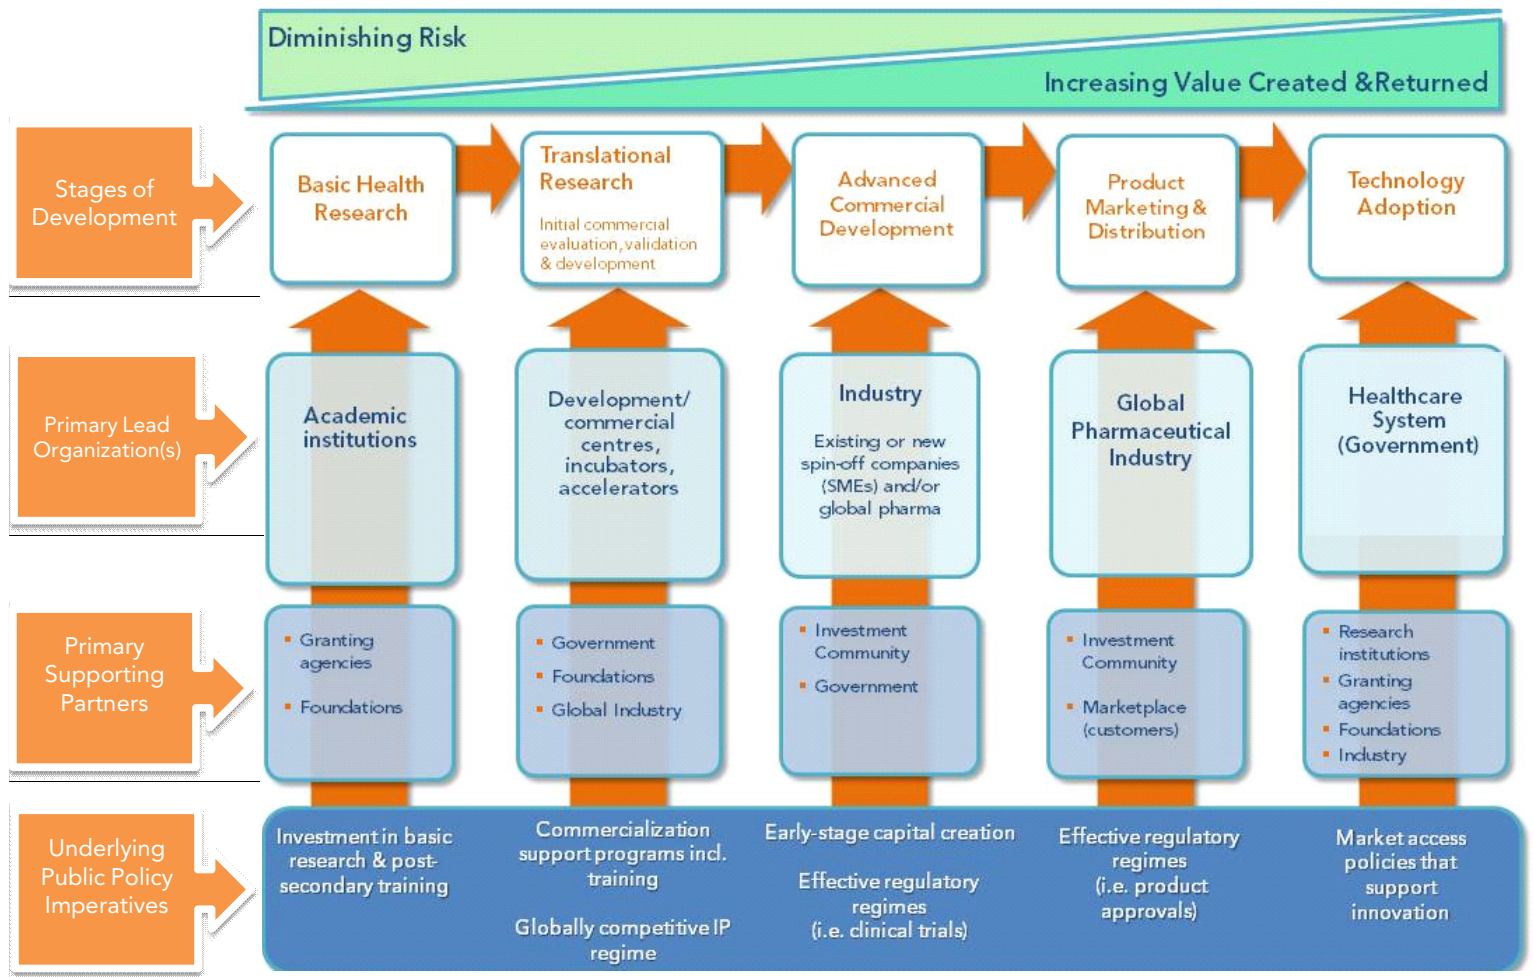 Diminishing Risk
Increasing Value Created &Returned
Stages of
Development
Basic Health
Research
Translational
Research
Initial commercial
evaluation, validation
& development
Advanced
Commercial
Development
Product
Marketing &
Distribution
Technology
Adoption
Primary Lead
Organization(s)
Academic
institutions
Development/
commercial
centres,
incubators,
accelerators
Industry
Existing or new
spin-off companies
(SMEs) and/or
global pharma
Global
Pharmaceutical
Industry
Healthcare
System
(Government)
Primary
Supporting
Partners
▪ Granting
agencies
▪ Foundations
▪ Government
▪ Foundations
▪ Global Industry
▪ Investment
Community
▪ Government
▪ Investment
Community
▪ Marketplace
(customers)
▪ Research
institutions
▪ Granting
agencies
▪ Foundations
▪ Industry
Underlying
Public Policy
Imperatives
Investment in basic
research & post-
secondary training
Commercialization
support programs incl.
training
Globally competitive IP
regime
Early-stage capital creation
Effective regulatory
regimes
(i.e. clinical trials)
Effective regulatory
regimes
(i.e. product
approvals)
Market access
policies that
support
innovation